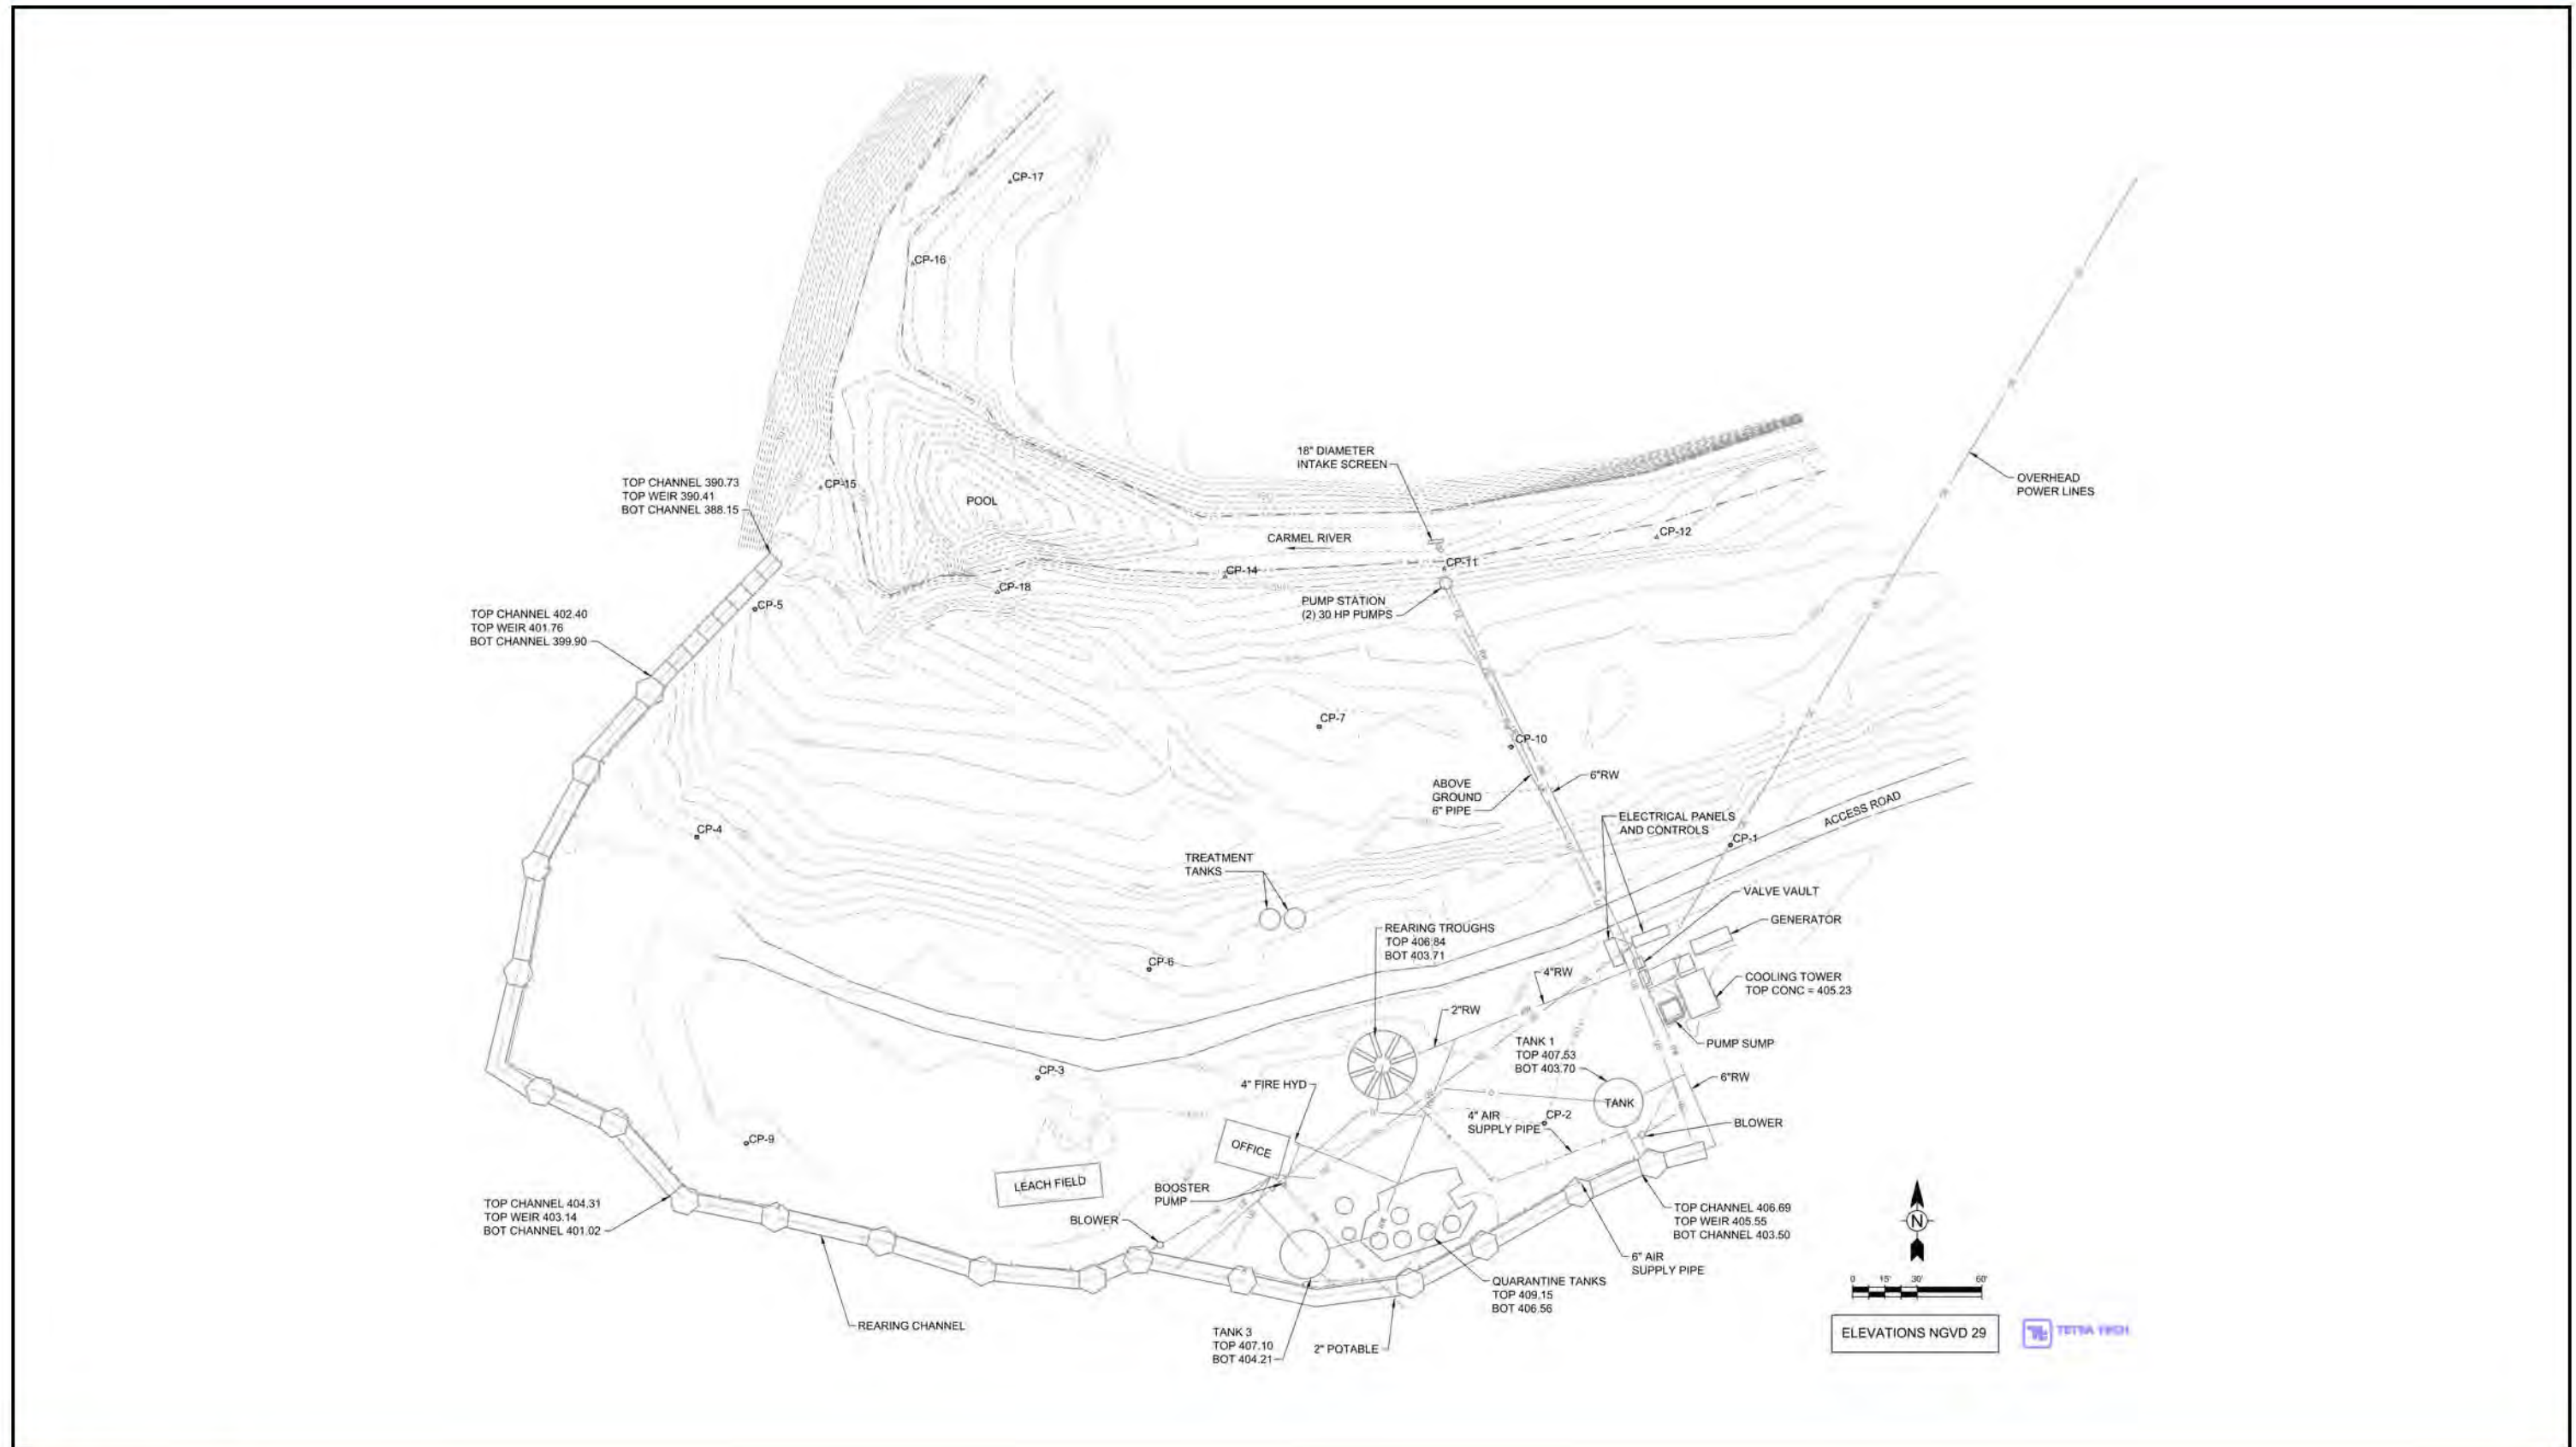 CP-17
CP-16
18" DIAMETER
INTAKE SCREEN
TOP CHANNEL 390.73
TOP WEIR 390.41
BOT CHANNEL 388.15
CP-15
POOL
OVERHEAD
POWER LINES
CARMEL RIVER
CP-12
CP-11
CP-14
CP-18
PUMP STATION
(2) 30 HP PUMPS
CP-5
TOP CHANNEL 402.40
TOP WEIR 401.76
BOT CHANNEL 399.90
CP-7
CP-10
6"RW
ABOVE
GROUND
6" PIPE
ACCESS ROAD
ELECTRICAL PANELS
AND CONTROLS
CP-1
CP-4
TREATMENT
TANKS
VALVE VAULT
GENERATOR
REARING TROUGHS
TOP 406.84
BOT 403.71
CP-6
4"RW
COOLING TOWER
TOP CONC = 405.23
2"RW
PUMP SUMP
TANK 1
TOP 407.53
BOT 403.70
CP-3
4" FIRE HYD
6"RW
TANK
4" AIR
SUPPLY PIPE
CP-2
BLOWER
CP-9
OFFICE
LEACH FIELD
BOOSTER
PUMP
TOP CHANNEL 404.31
TOP WEIR 403.14
BOT CHANNEL 401.02
BLOWER
TOP CHANNEL 406.69
TOP WEIR 405.55
BOT CHANNEL 403.50
N
6" AIR
SUPPLY PIPE
QUARANTINE TANKS
TOP 409.15
BOT 406.56
0 15' 30' 60'
REARING CHANNEL
TANK 3
TOP 407.10
BOT 404.21
2" POTABLE
ELEVATIONS NGVD 29
TETRA TECH